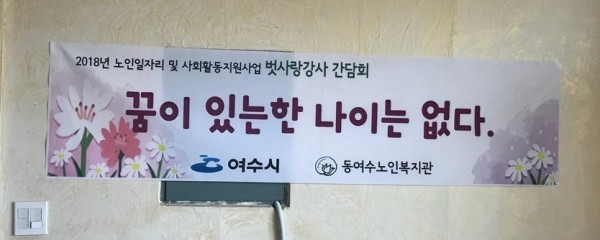 2018년 노인일자리 및 사회활동지원사업 벗사랑강사 간담회
꿈이 있는한 나이는 없다.
여수시 동여수노인복지관